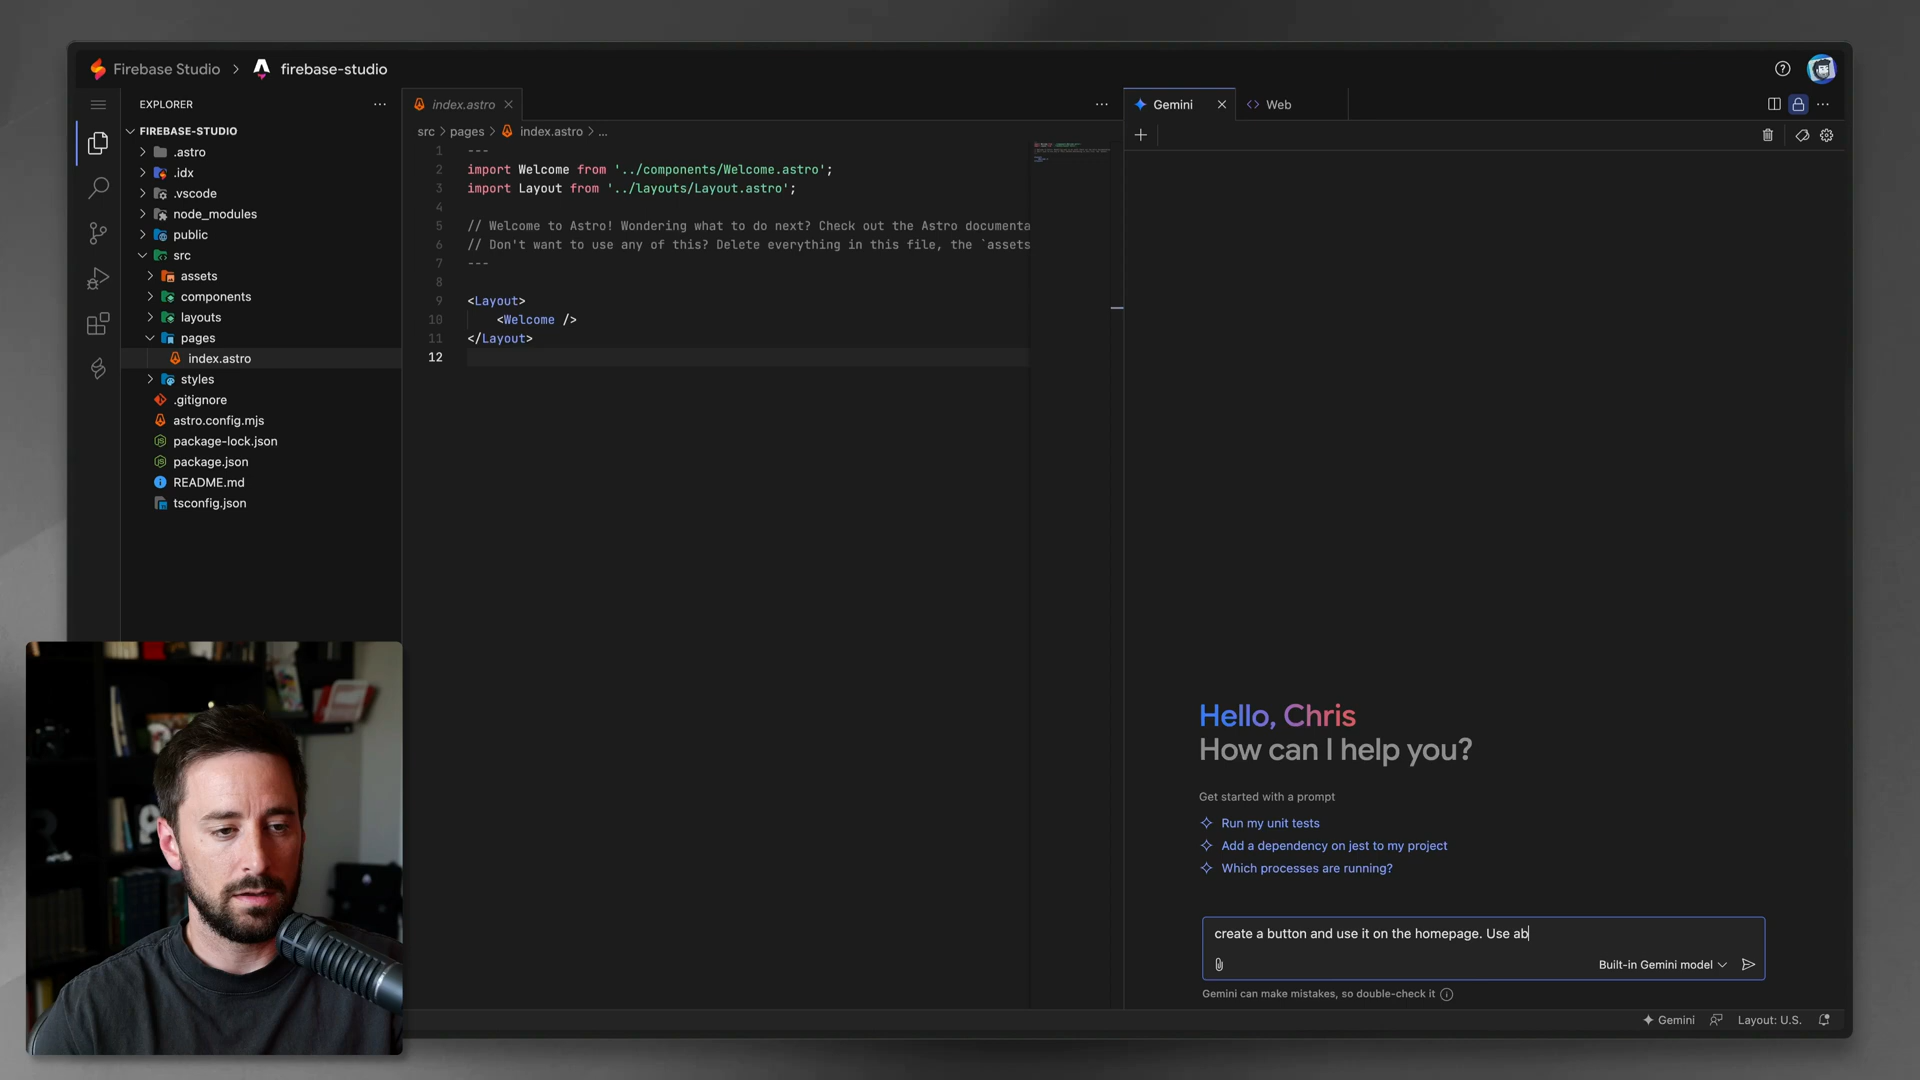 Firebase Studio > firebase-studio
EXPLORER
FIREBASE-STUDIO
.astro
.idx
.vscode
node_modules
public
src
assets
components
layouts
pages
index.astro
styles
.gitignore
astro.config.mjs
package-lock.json
package.json
README.md
tsconfig.json
index.astro
src > pages > index.astro > ...
1 ---
2 import Welcome from '../components/Welcome.astro';
3 import Layout from '../layouts/Layout.astro';
4
5 // Welcome to Astro! Wondering what to do next? Check out the Astro documenta
6 // Don't want to use any of this? Delete everything in this file, the `assets
7 ---
8
9 <Layout>
10 <Welcome />
11 </Layout>
12
Gemini
Web
Hello, Chris
How can I help you?
Get started with a prompt
Run my unit tests
Add a dependency on jest to my project
Which processes are running?
create a button and use it on the homepage. Use ab
Built-in Gemini model
Gemini can make mistakes, so double-check it
Gemini
Layout: U.S.